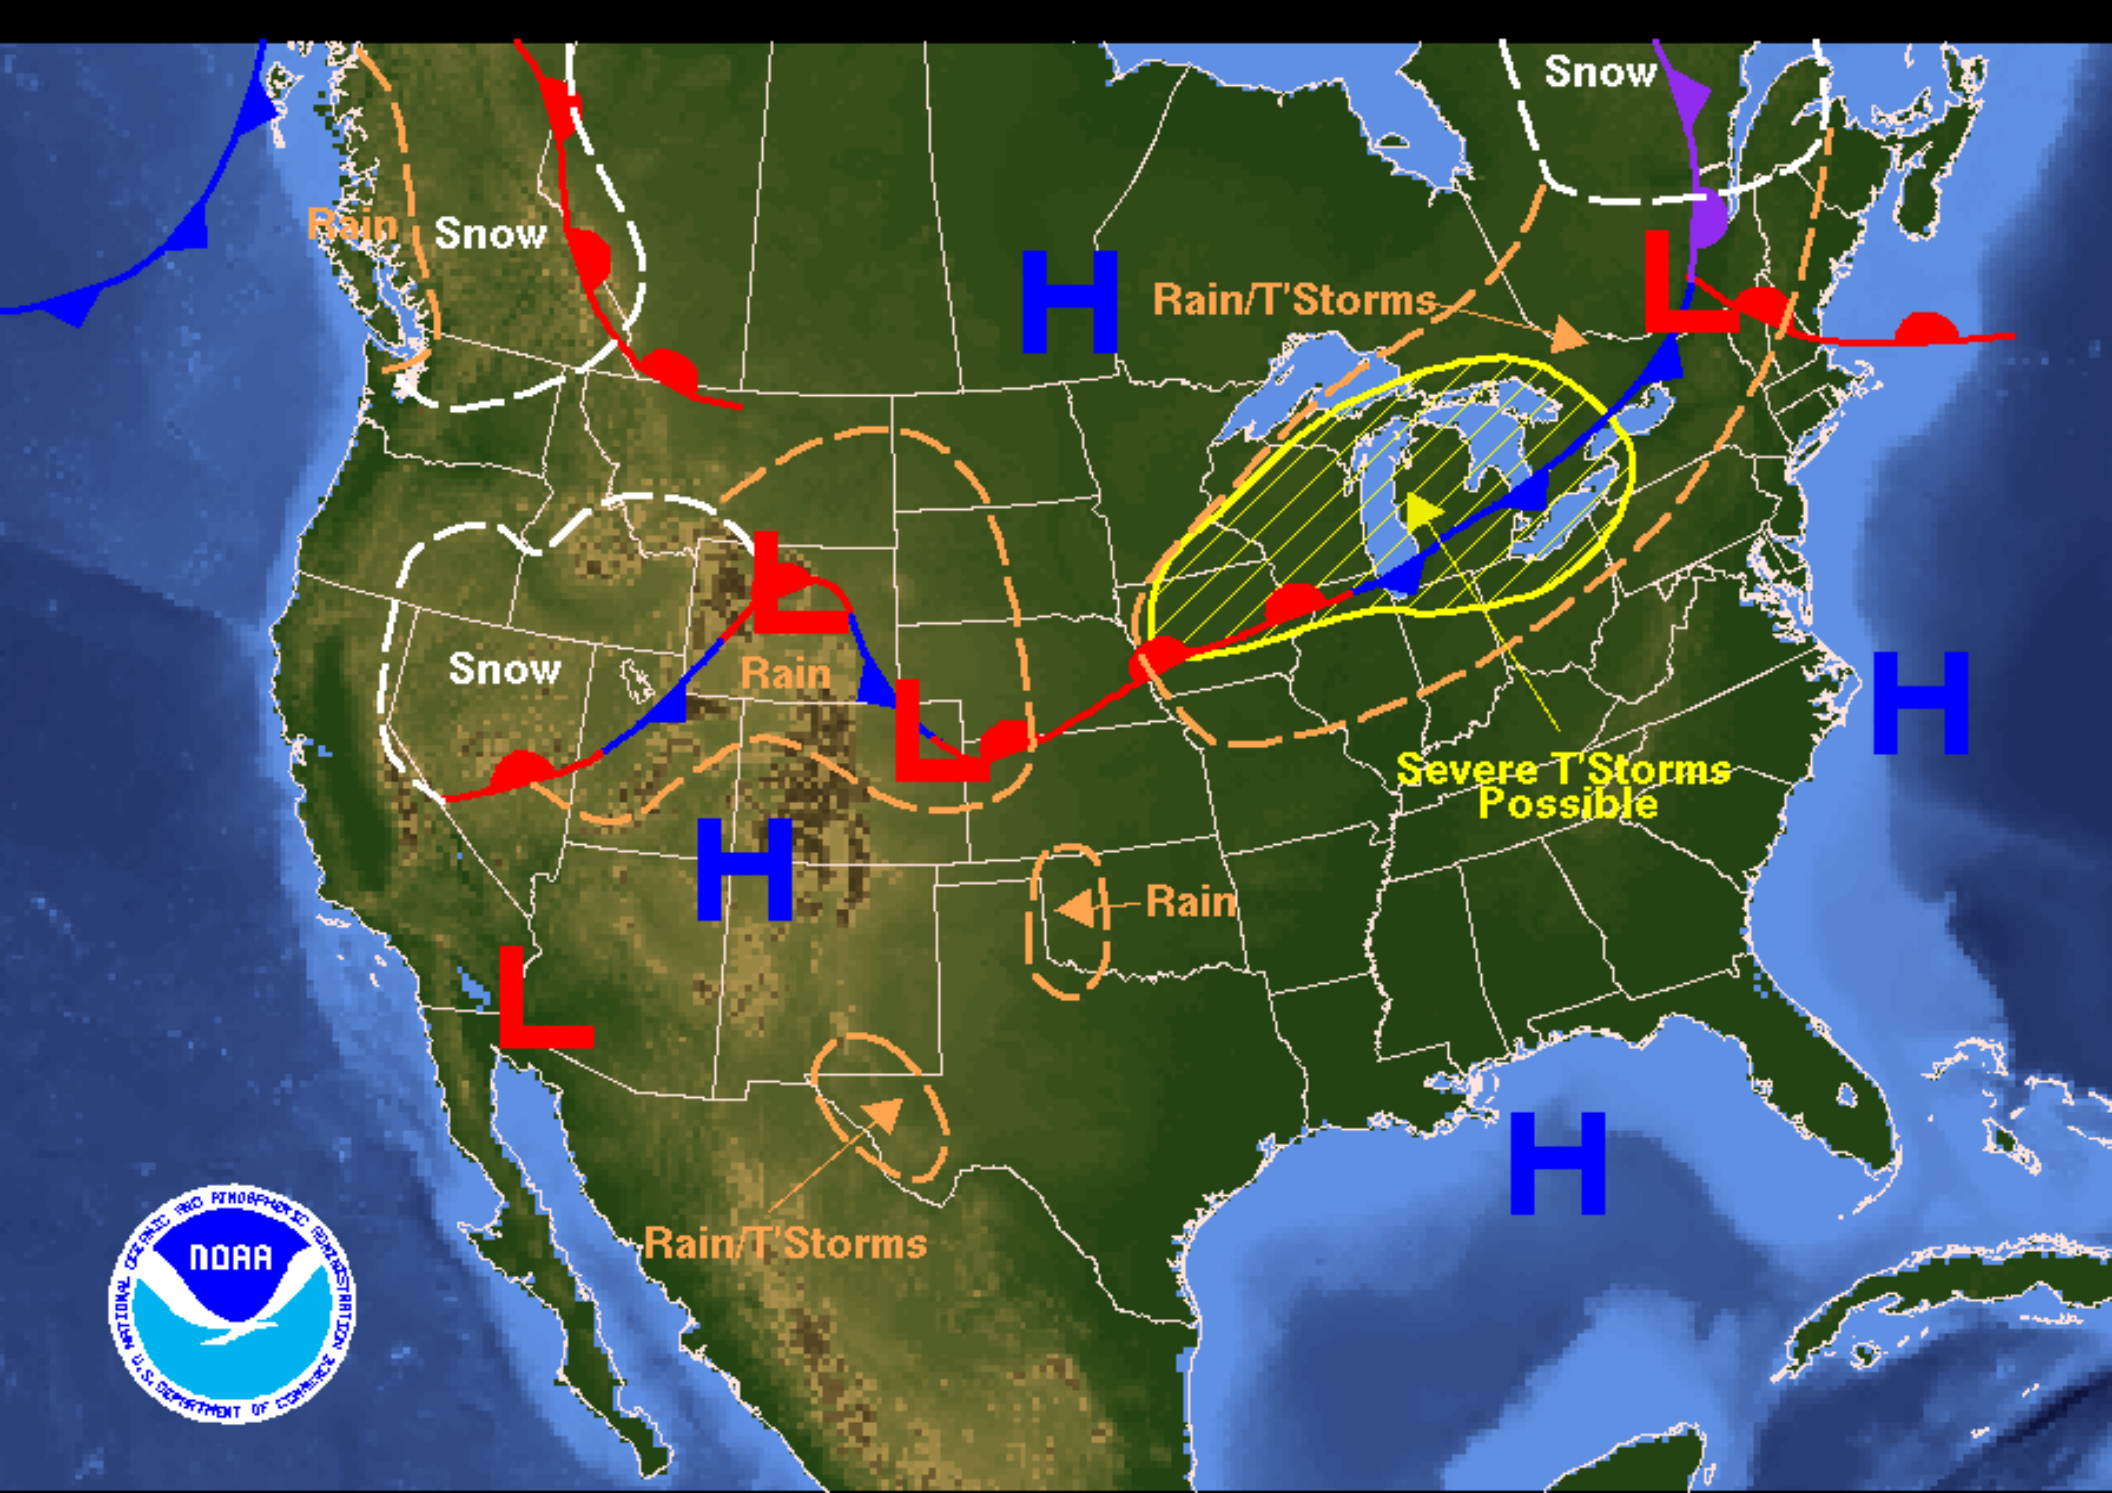 Snow
Rain
Snow
H
Rain/T'Storms
L
L
Snow
Rain
H
L
Severe T'Storms
Possible
H
Rain
L
H
Rain/T'Storms
NOAA
NATIONAL OCEANIC AND ATMOSPHERIC ADMINISTRATION
U.S. DEPARTMENT OF COMMERCE